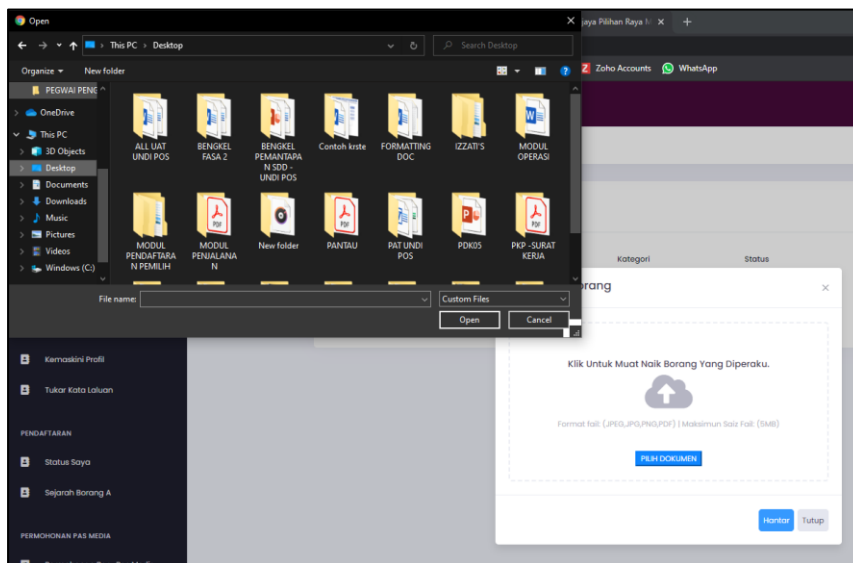 Open
jaya Pilihan Raya M
This PC > Desktop
Search Desktop
Organize
New folder
Zoho Accounts
WhatsApp
PEGWAI PENG
OneDrive
This PC
3D Objects
Desktop
Documents
Downloads
Music
Pictures
Videos
Windows (C:)
ALL UAT
UNDI POS
BENGKEL
FASA 2
BENGKEL
PEMANTAPA
N SDD -
UNDI POS
Contoh krste
FORMATTING
DOC
IZZATI'S
MODUL
OPERASI
MODUL
PENDAFTARA
N PEMILIH
MODUL
PENJALANA
N
New folder
PANTAU
PAT UNDI
POS
PDK05
PKP -SURAT
KERJA
File name:
Custom Files
Open
Cancel
Kategori
Status
orang
Klik Untuk Muat Naik Borang Yang Diperaku.
Format fail: (JPEG,JPG,PNG,PDF) | Maksimun Saiz Fail: (5MB)
PILIH DOKUMEN
Hantar
Tutup
Kemaskini Profil
Tukar Kata Laluan
PENDAFTARAN
Status Saya
Sejarah Borang A
PERMOHONAN PAS MEDIA